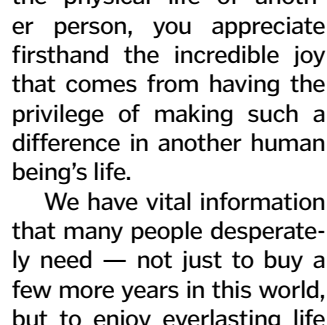 the physical life of anoth-
er person, you appreciate
firsthand the incredible joy
that comes from having the
privilege of making such a
difference in another human
being's life.
We have vital information
that many people desperate-
ly need — not just to buy a
few more years in this world,
but to enjoy everlasting life